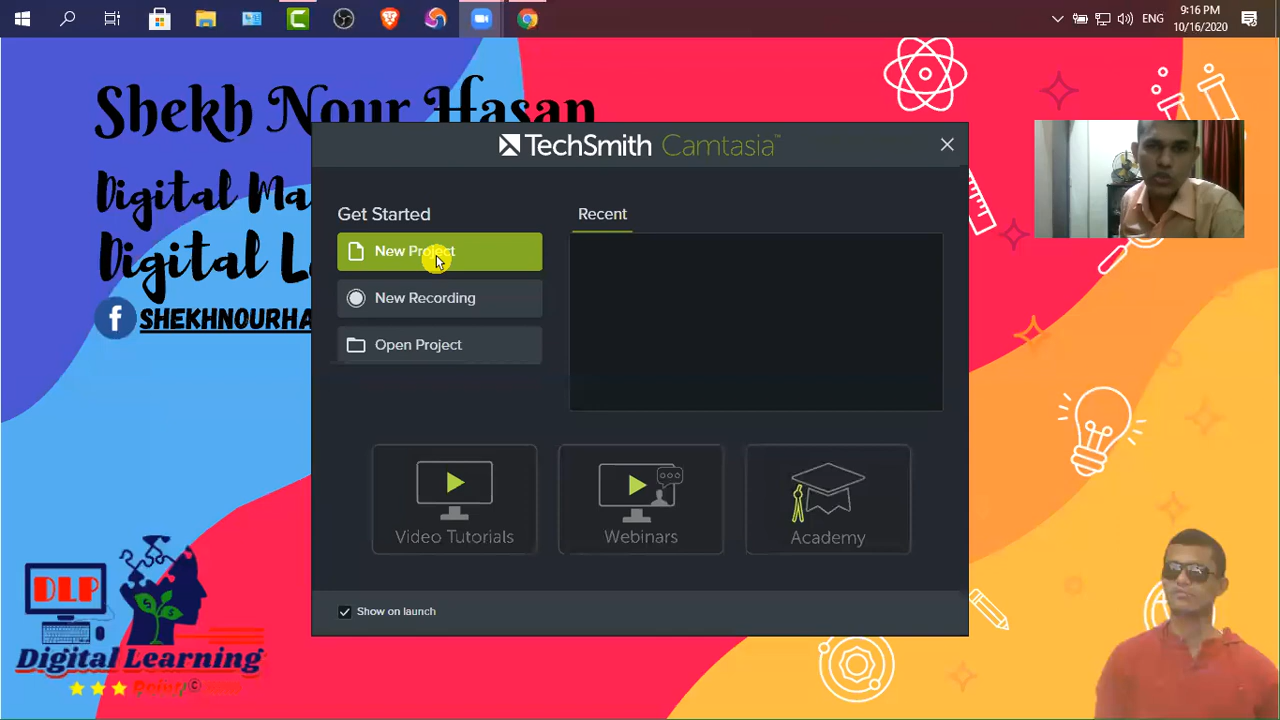 9:16 PM
ENG
10/16/2020
Shekh Nour Hasan
Digital Ma
Digital L
f SHEKHNOURHA
TechSmith Camtasia™
Get Started
Recent
New Project
New Recording
Open Project
Video Tutorials
Webinars
Academy
Show on launch
DLP
Digital Learning